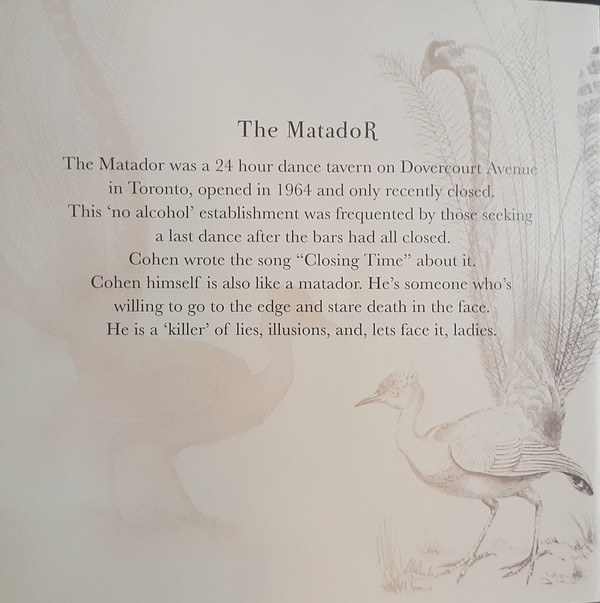 The MatadoR
The Matador was a 24 hour dance tavern on Dovercourt Avenue
in Toronto, opened in 1964 and only recently closed.
This ‘no alcohol’ establishment was frequented by those seeking
a last dance after the bars had all closed.
Cohen wrote the song “Closing Time” about it.
Cohen himself is also like a matador. He’s someone who’s
willing to go to the edge and stare death in the face.
He is a ‘killer’ of lies, illusions, and, lets face it, ladies.